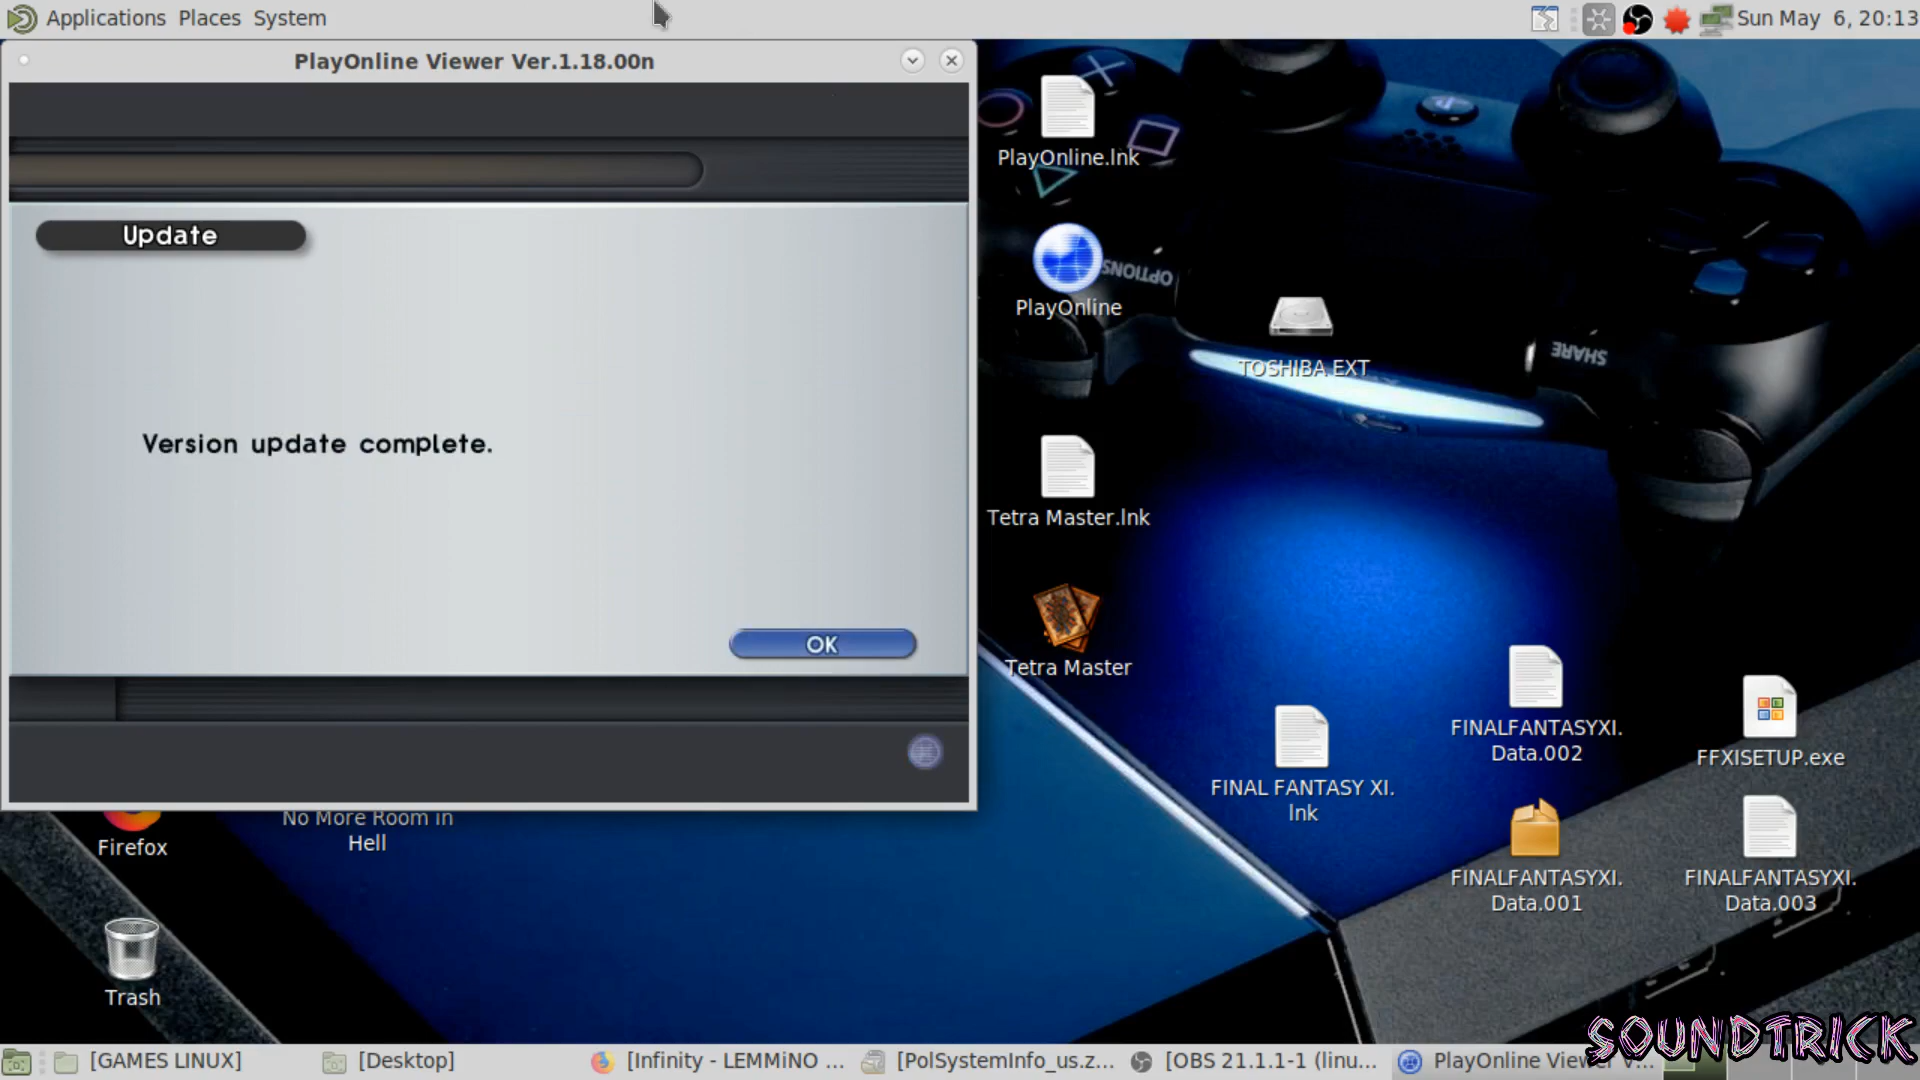 Applications Places System
Sun May 6, 20:13
PlayOnline Viewer Ver.1.18.00n
Update
Version update complete.
OK
PlayOnline.lnk
PlayOnline
OPTIONS
SHARE
TOSHIBA EXT
Tetra Master.lnk
Tetra Master
FINAL FANTASY XI.
lnk
FINALFANTASYXI.
Data.002
FFXISETUP.exe
FINALFANTASYXI.
Data.001
FINALFANTASYXI.
Data.003
Firefox
No More Room in
Hell
Trash
SOUNDTRICK
[GAMES LINUX]
[Desktop]
[Infinity - LEMMiNO ...
[PolSystemInfo_us.z...
[OBS 21.1.1-1 (linu...
PlayOnline Viewer V...